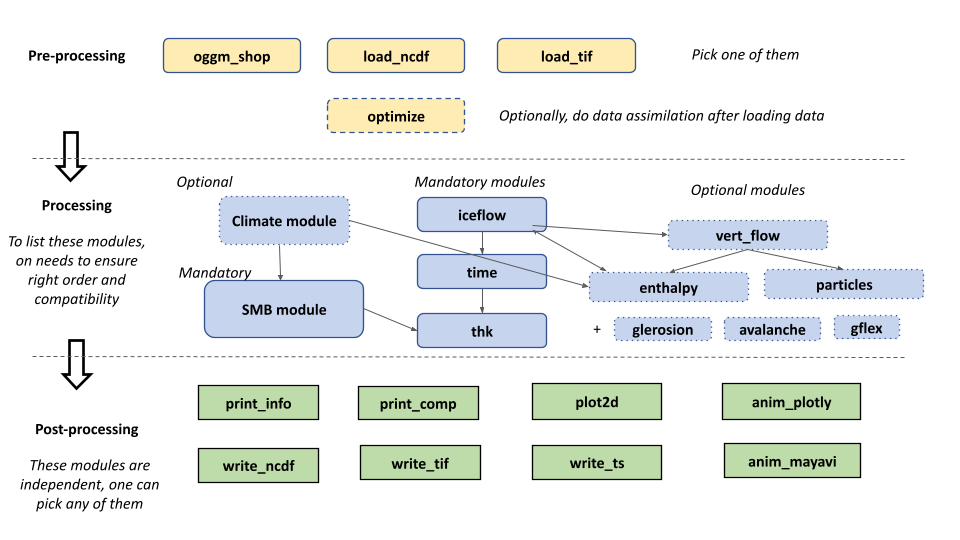 Pre-processing
oggm_shop
load_ncdf
load_tif
Pick one of them
optimize
Optionally, do data assimilation after loading data
Processing
To list these modules,
on needs to ensure
right order and
compatibility
Optional
Climate module
Mandatory
SMB module
Mandatory modules
iceflow
time
thk
Optional modules
vert_flow
enthalpy
particles
+
glerosion
avalanche
gflex
Post-processing
These modules are
independent, one can
pick any of them
print_info
print_comp
plot2d
anim_plotly
write_ncdf
write_tif
write_ts
anim_mayavi